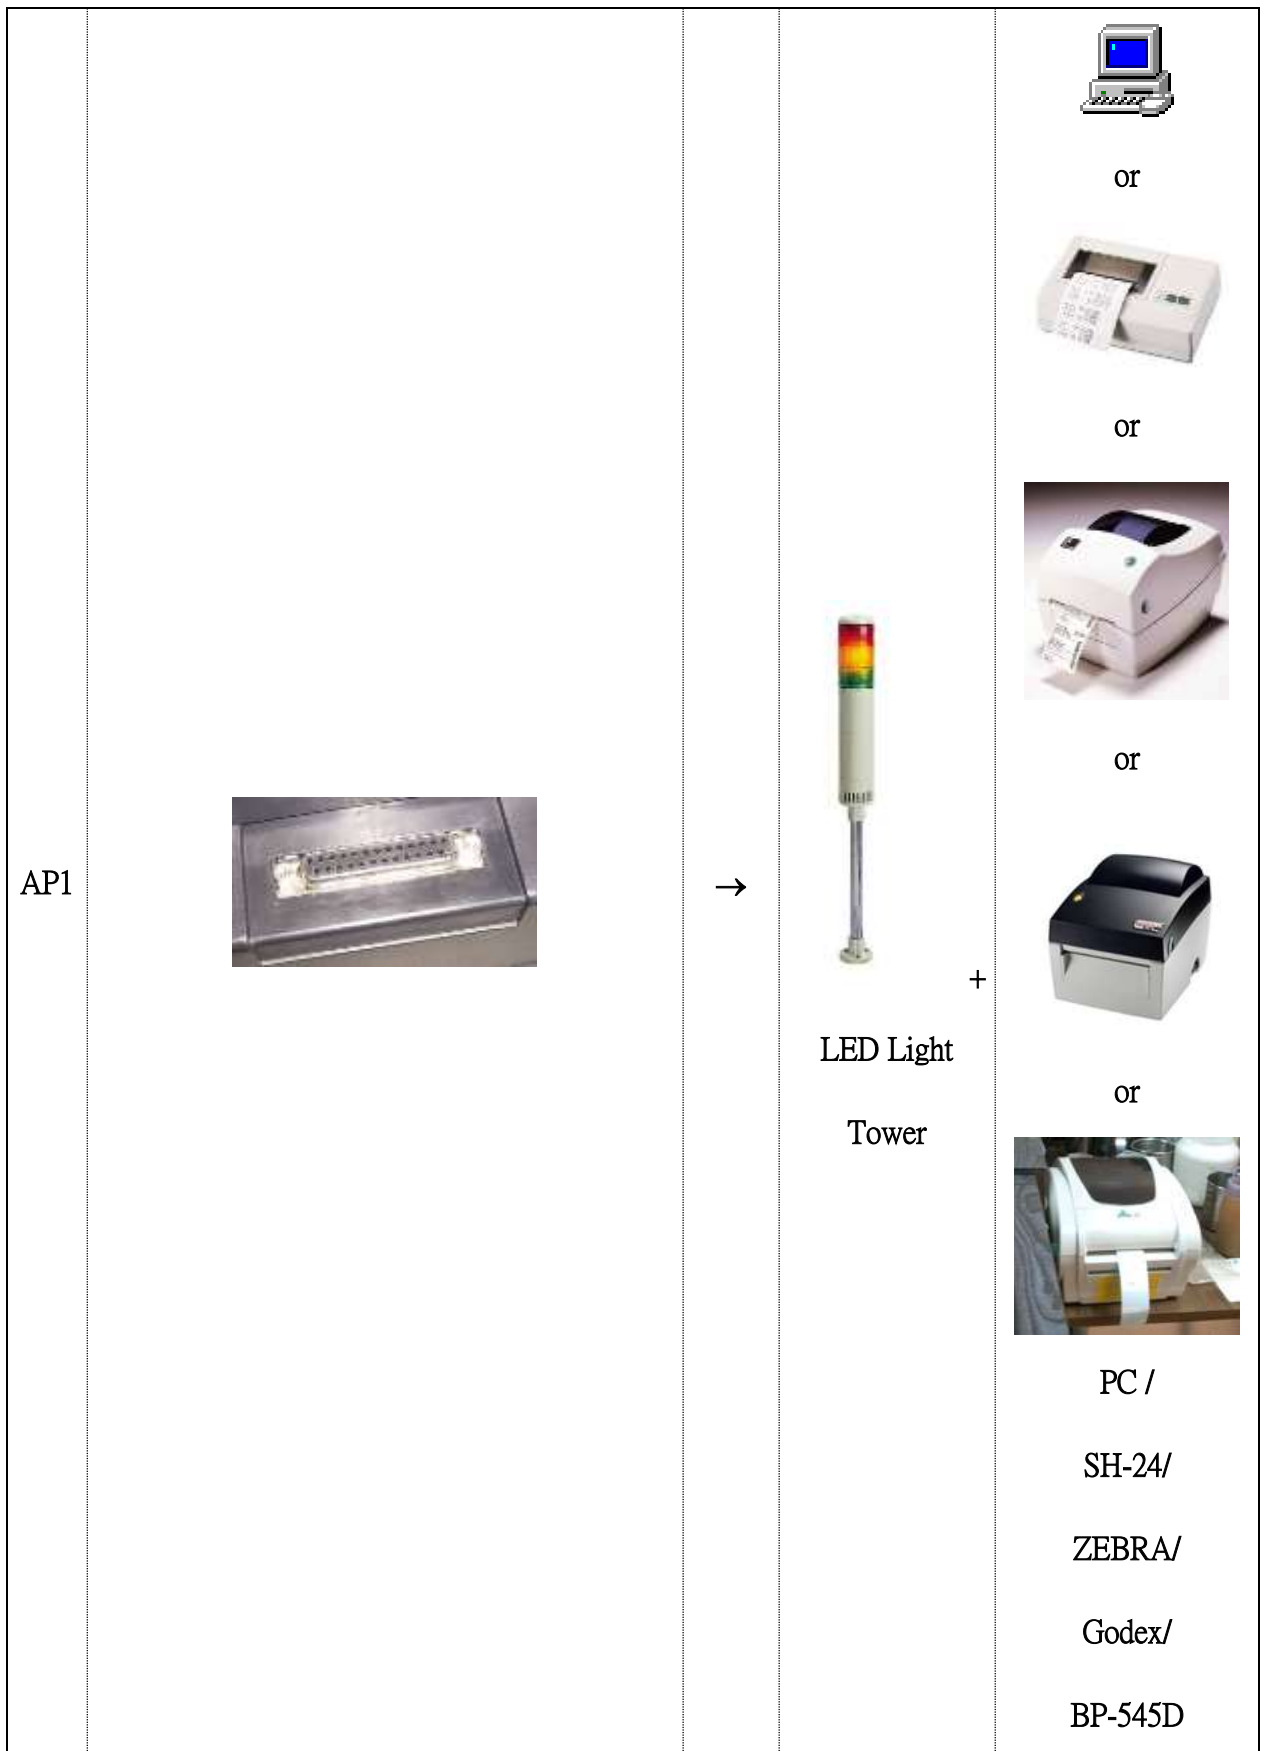 or
or
or
AP1
→
+
LED Light
Tower
or
PC /
SH-24/
ZEBRA/
Godex/
BP-545D